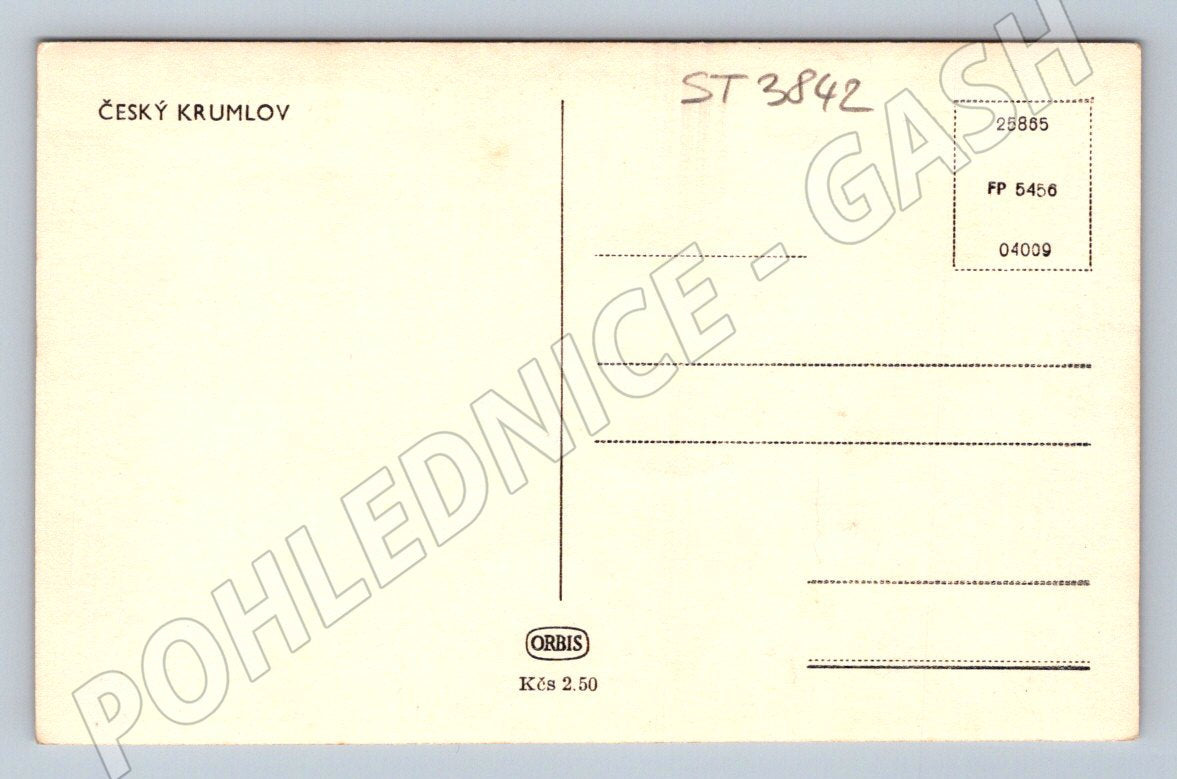 ČESKÝ KRUMLOV
ST 3842
25865
FP 5456
04009
ORBIS
Kčs 2.50
POHLEDNICE - GASH